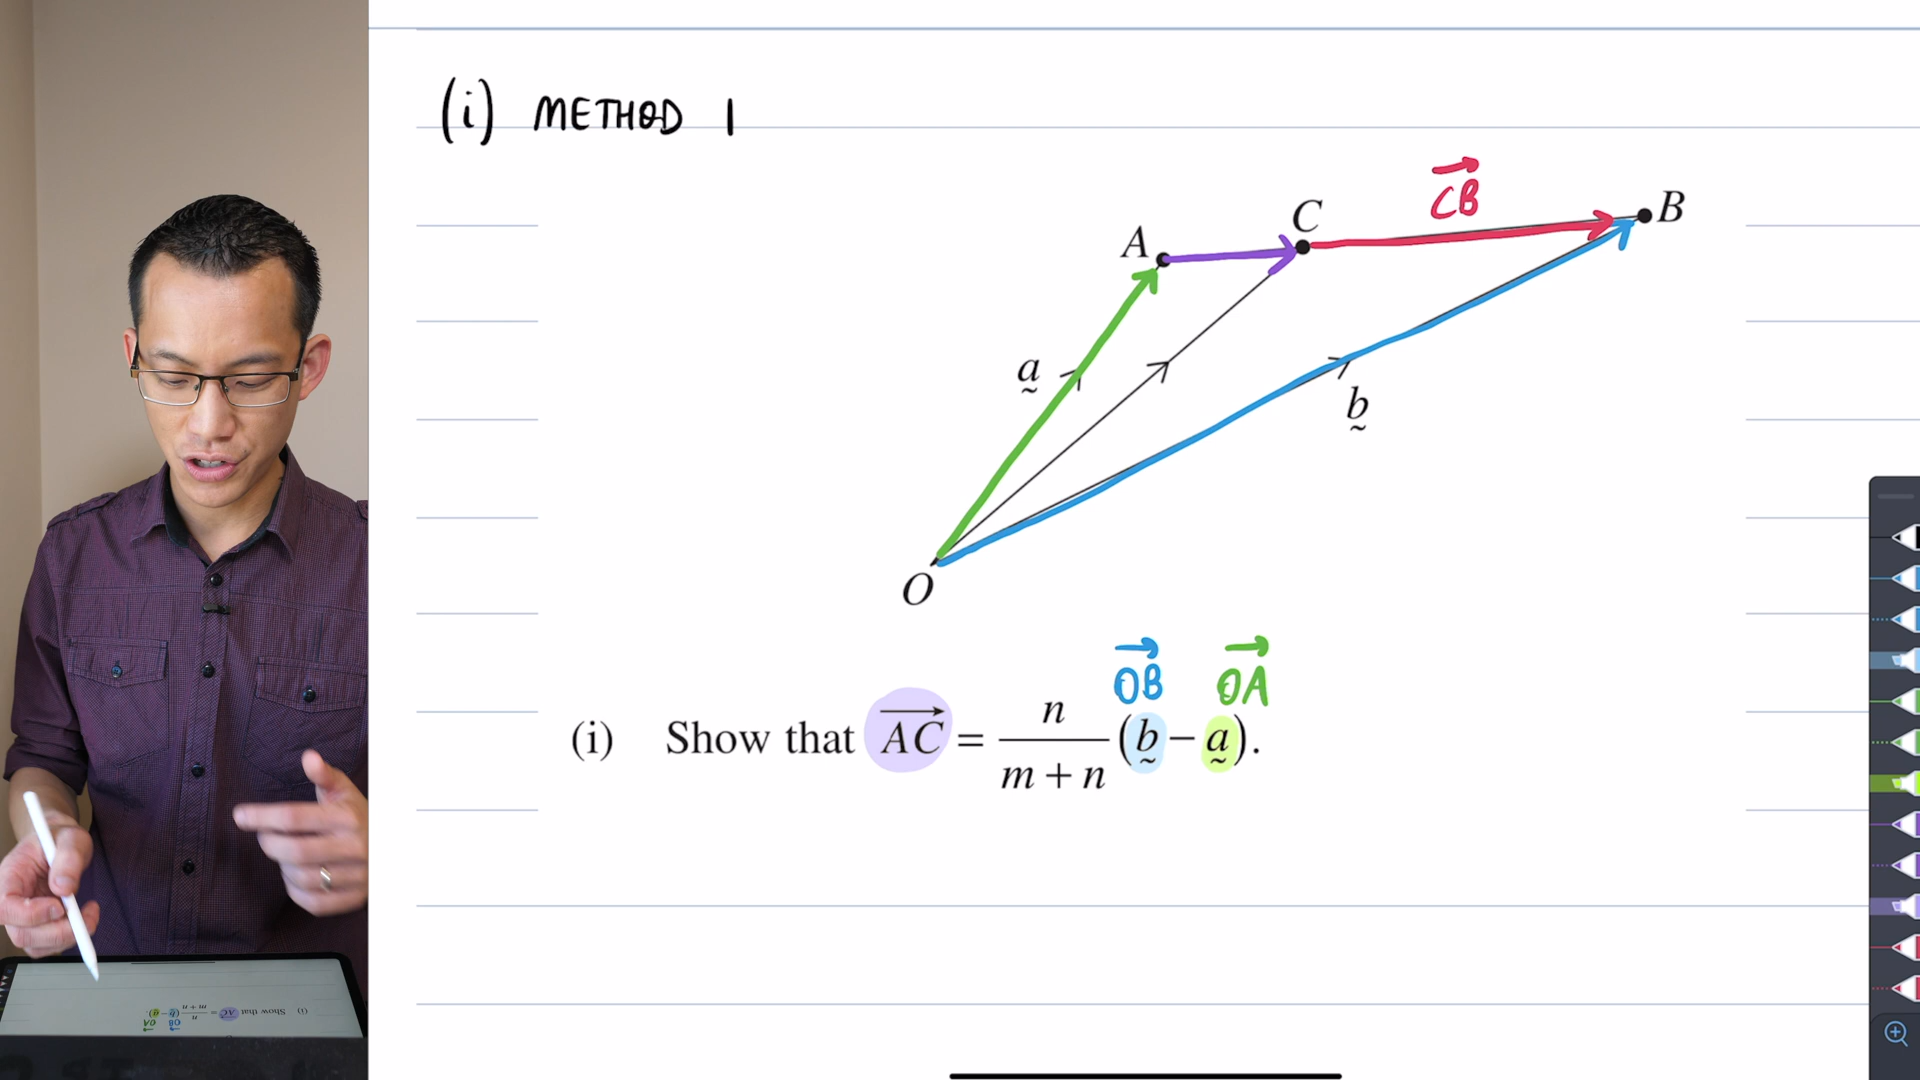 (i) METHOD 1
CB
C
B
A
a
b
O
OB OA
(i) Show that AC = n/(m + n) (b − a).